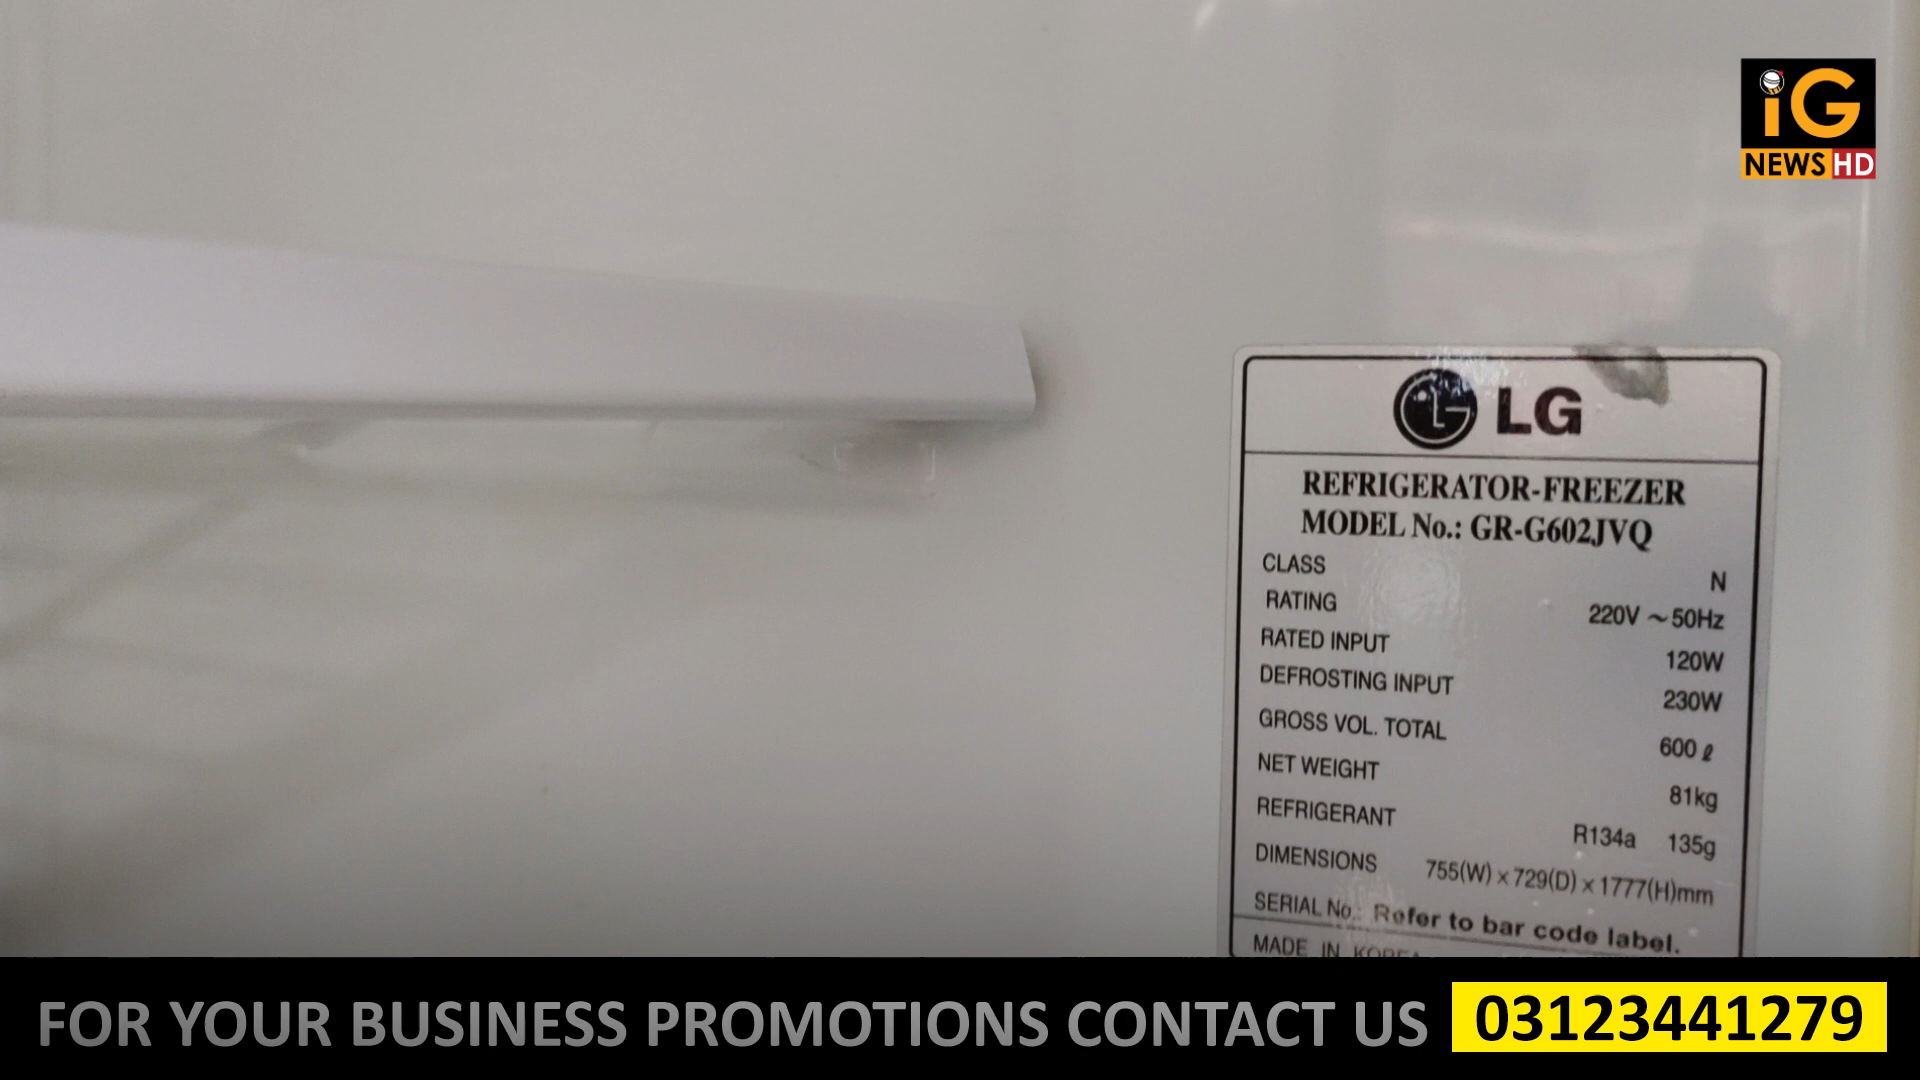 iG
NEWS HD
LG
REFRIGERATOR-FREEZER
MODEL No.: GR-G602JVQ
CLASS N
RATING 220V ~ 50Hz
RATED INPUT 120W
DEFROSTING INPUT 230W
GROSS VOL. TOTAL 600 ℓ
NET WEIGHT 81kg
REFRIGERANT R134a 135g
DIMENSIONS 755(W) x 729(D) x 1777(H)mm
SERIAL No.: Refer to bar code label.
MADE IN KOREA
FOR YOUR BUSINESS PROMOTIONS CONTACT US 03123441279